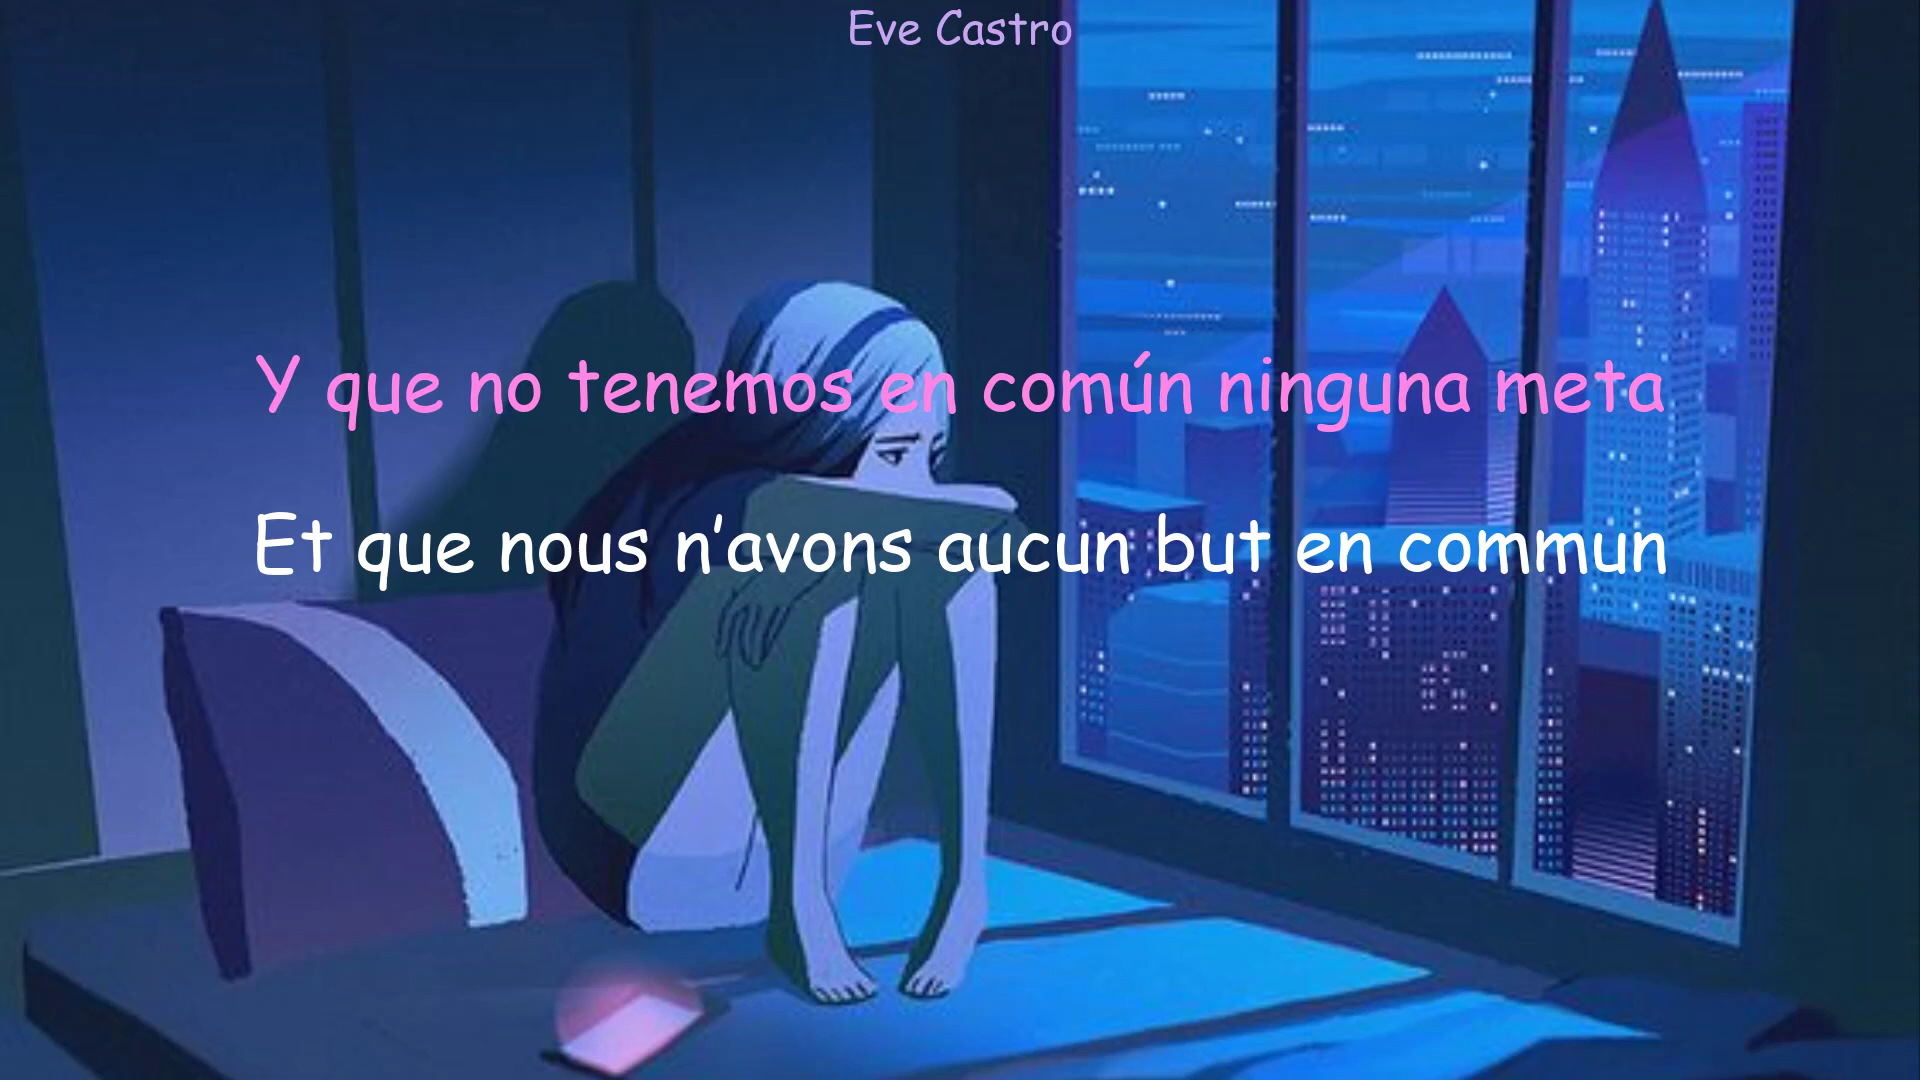 Eve Castro
Y que no tenemos en común ninguna meta
Et que nous n’avons aucun but en commun